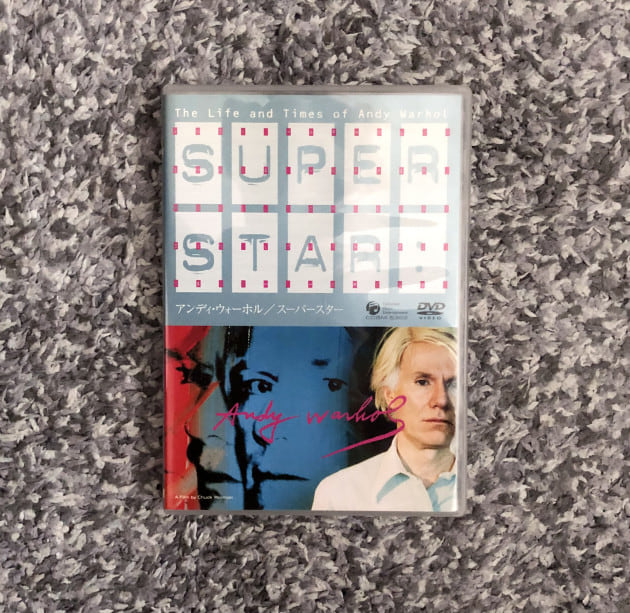 The Life and Times of Andy Warhol
SUPER
STAR:
アンディ・ウォーホル／スーパースター
DVD
VIDEO
Andy Warhol
A Film by Chuck Workman